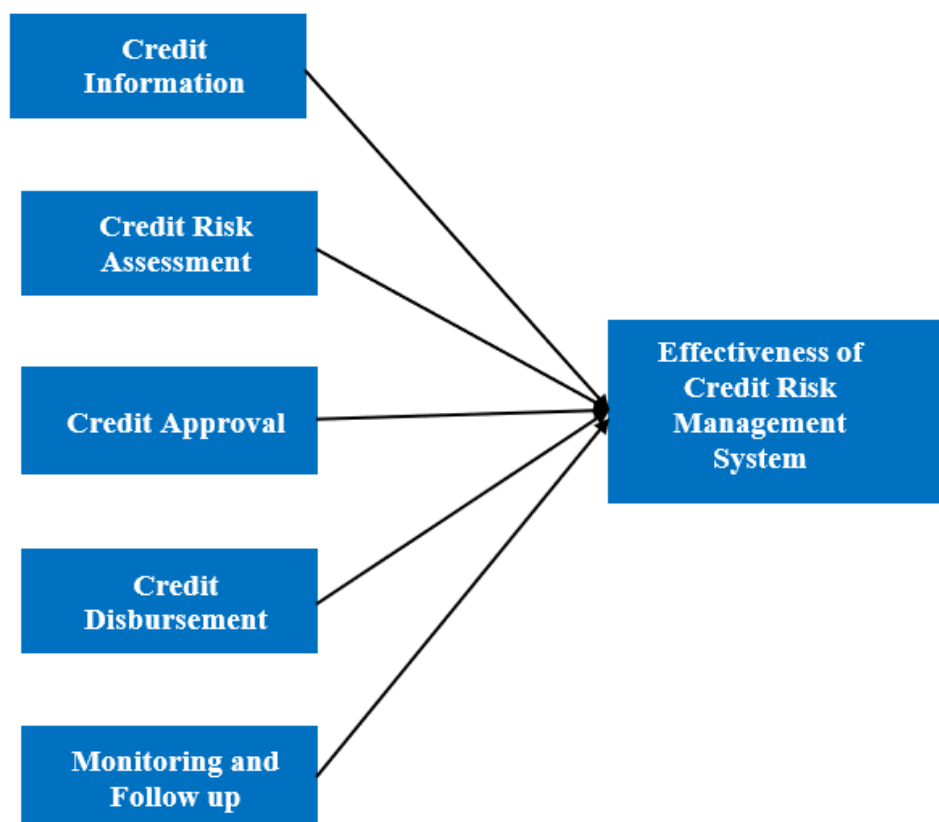 Credit
Information
Credit Risk
Assessment
Credit Approval
Credit
Disbursement
Monitoring and
Follow up
Effectiveness of
Credit Risk
Management
System